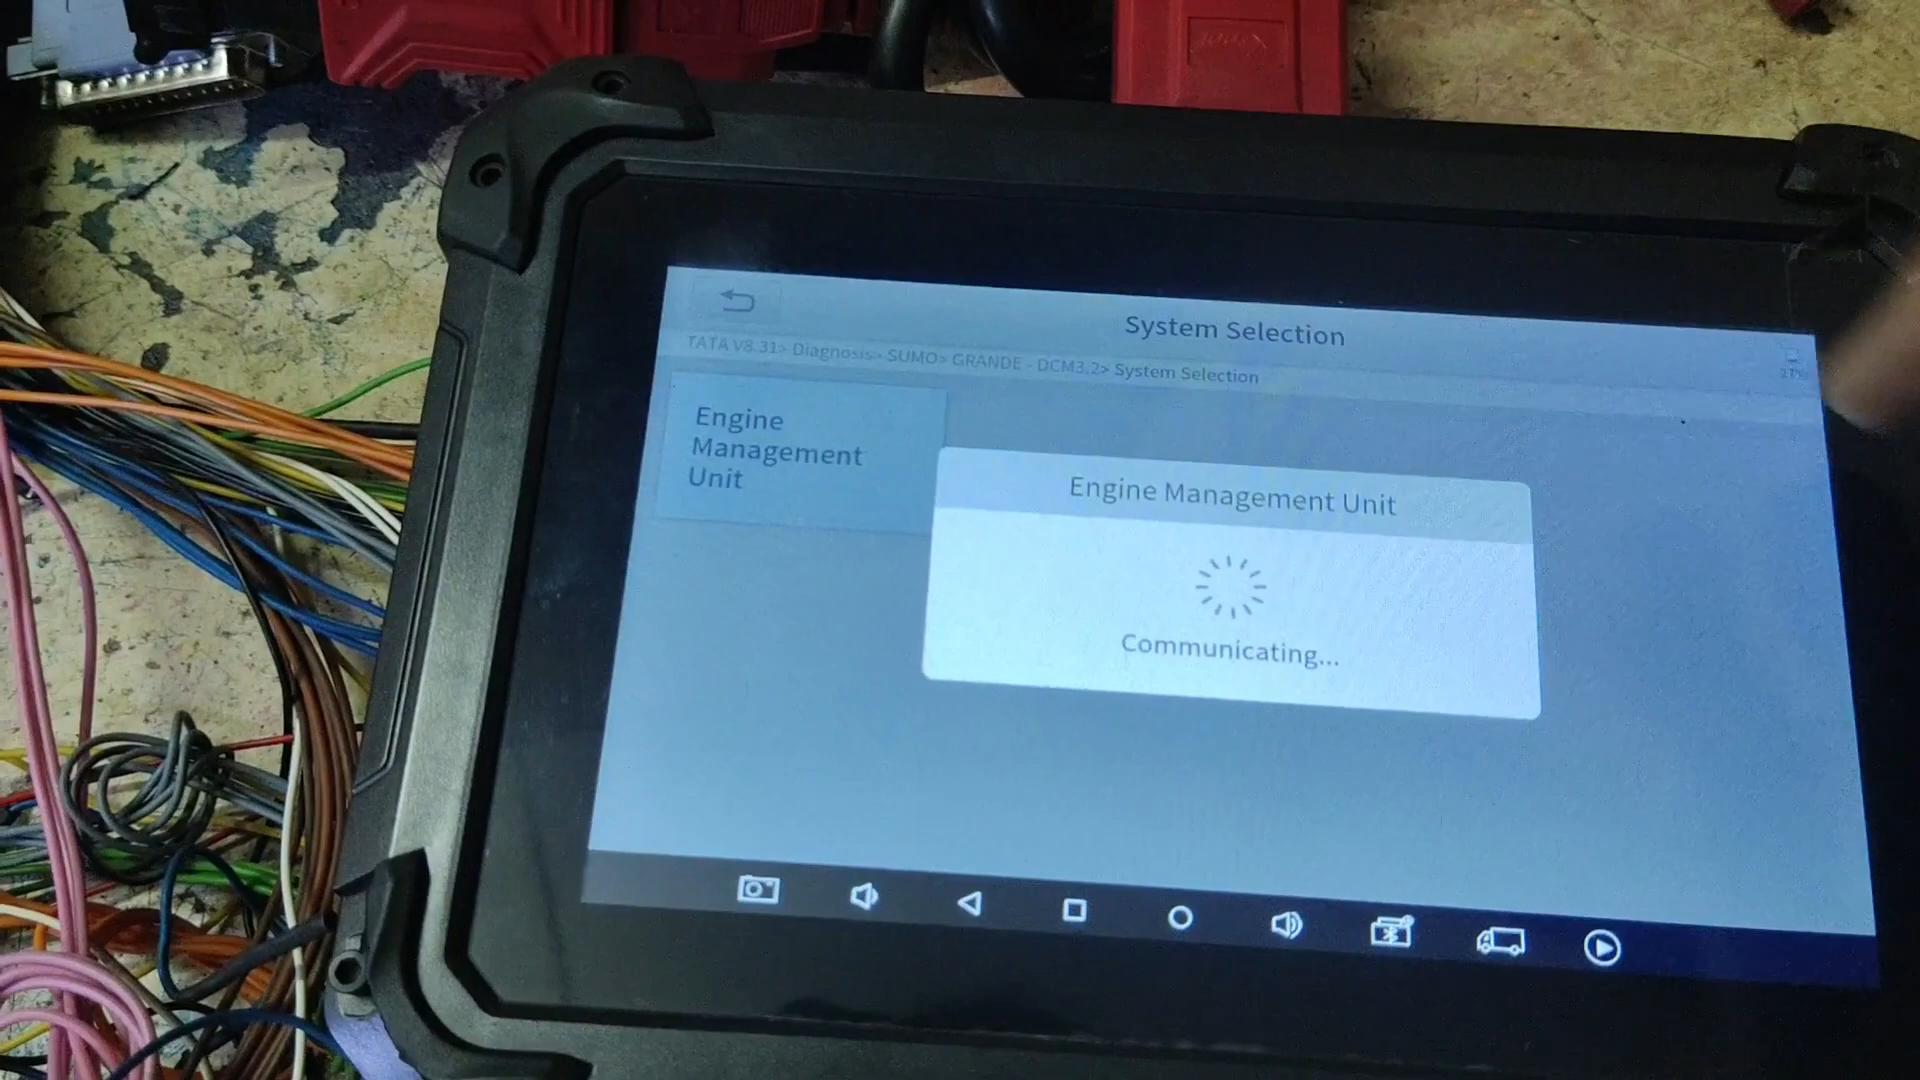 System Selection
TATA V8.31> Diagnosis> SUMO> GRANDE - DCM3.2> System Selection
Engine
Management
Unit
Engine Management Unit
Communicating...